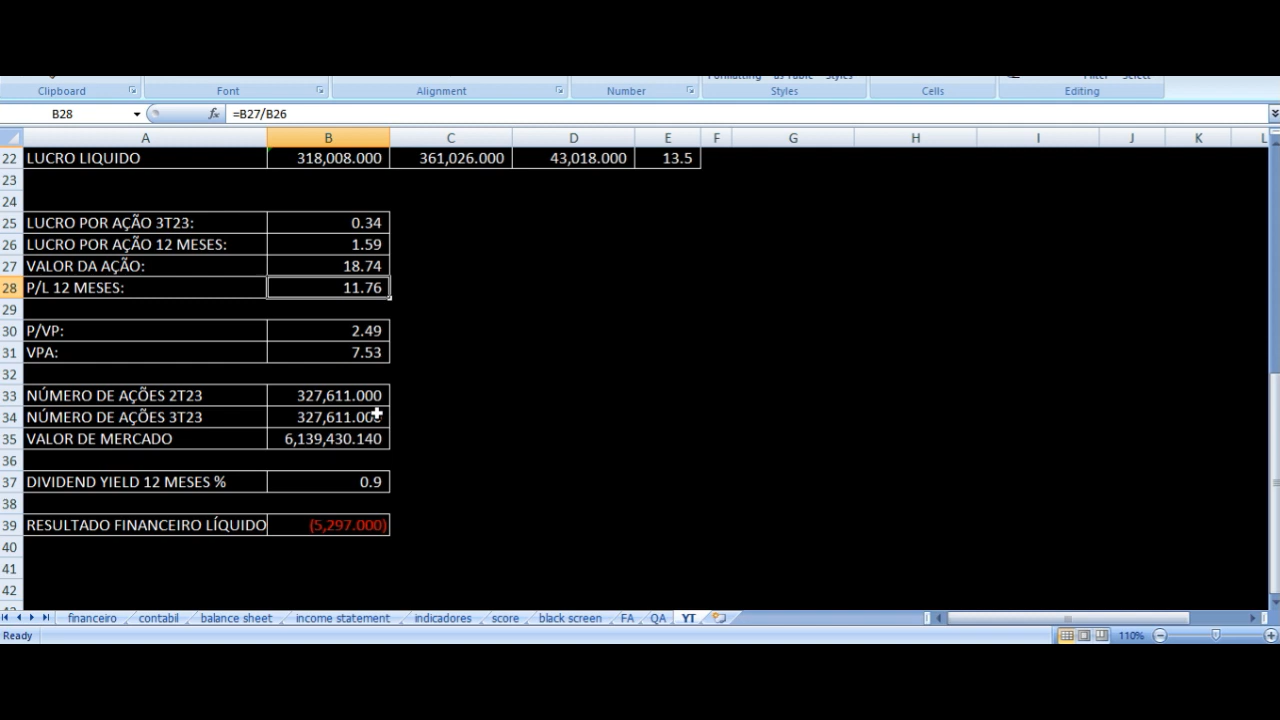 Clipboard Font Alignment Number Styles Cells Editing
B28 fx =B27/B26
A B C D E F G H I J K L
22 LUCRO LIQUIDO 318,008.000 361,026.000 43,018.000 13.5
23
24
25 LUCRO POR AÇÃO 3T23: 0.34
26 LUCRO POR AÇÃO 12 MESES: 1.59
27 VALOR DA AÇÃO: 18.74
28 P/L 12 MESES: 11.76
29
30 P/VP: 2.49
31 VPA: 7.53
32
33 NÚMERO DE AÇÕES 2T23 327,611.000
34 NÚMERO DE AÇÕES 3T23
35 VALOR DE MERCADO 6,139,430.140
36
37 DIVIDEND YIELD 12 MESES % 0.9
38
39 RESULTADO FINANCEIRO LÍQUIDO (5,297.000)
40
41
42
financeiro contabil balance sheet income statement indicadores score black screen FA QA YT
Ready 110%